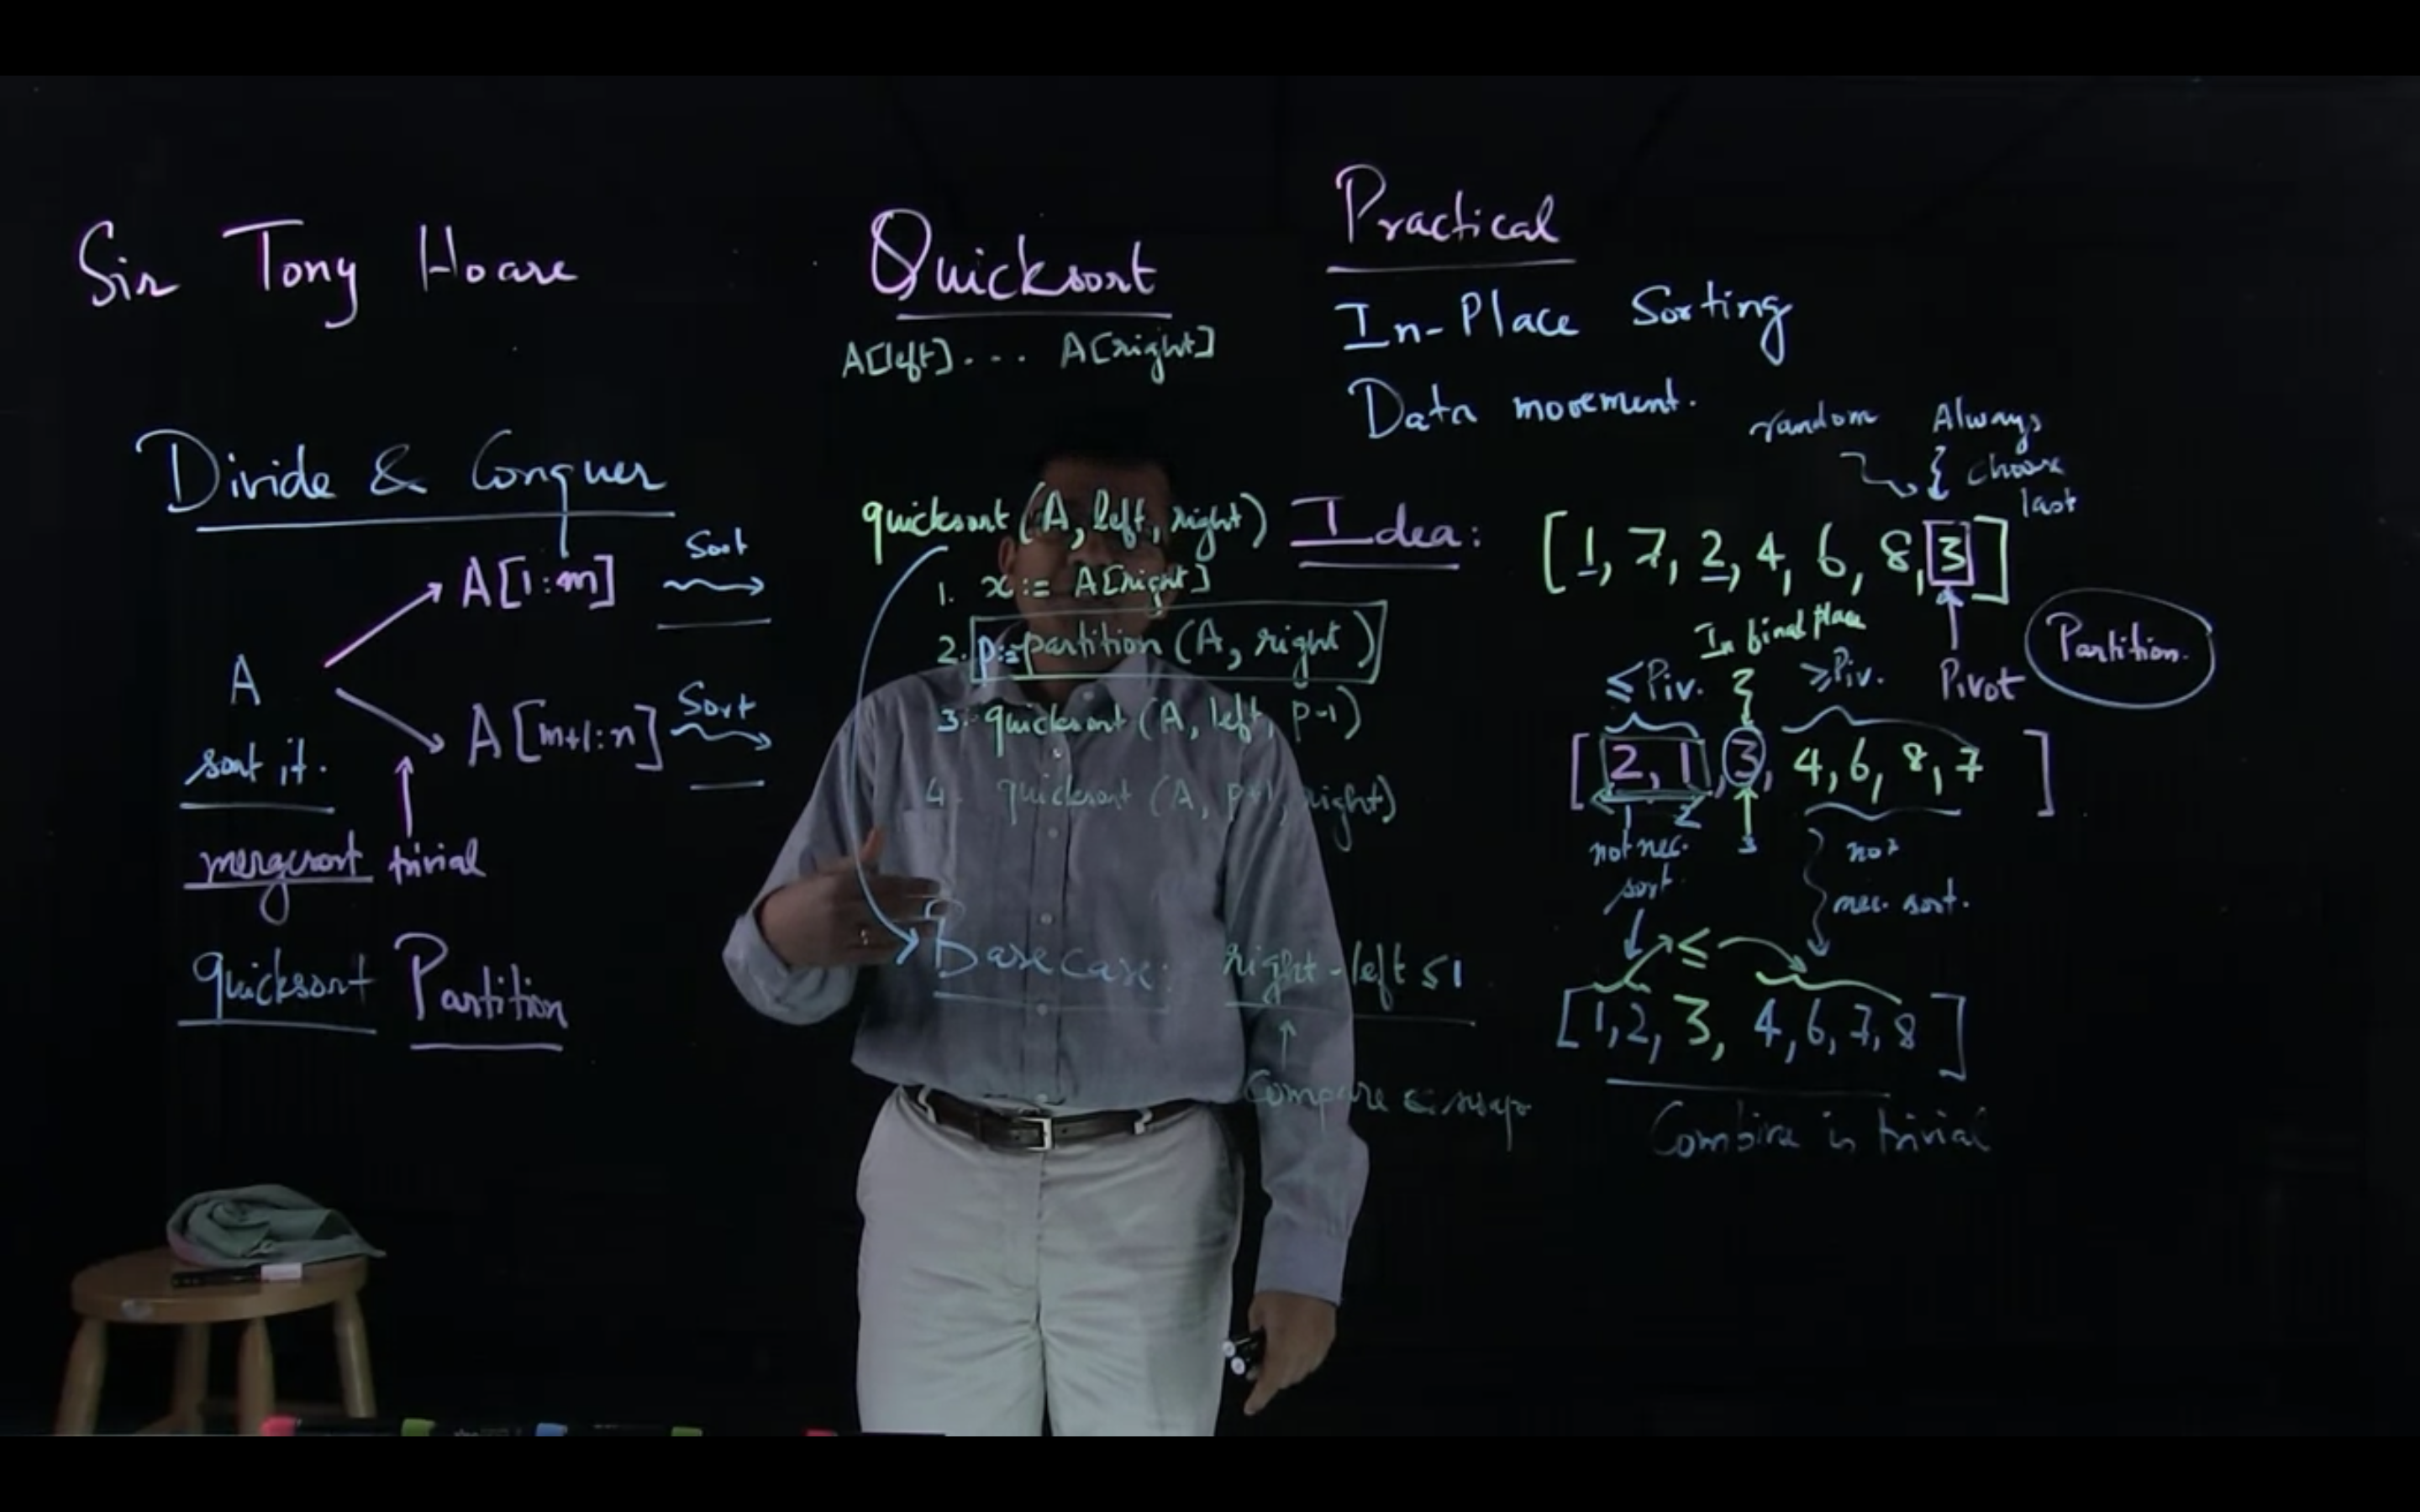 Sir Tony Hoare
Divide & Conquer
A[1:m] Sort
A
sort it.
A[m+1:n] Sort
mergesort trivial
quicksort Partition
Quicksort
A[left] . . . A[right]
quicksort (A, left, right)
1. x := A[right]
2. p:=partition (A, right)
3. quicksort (A, left, p-1)
4. quicksort (A, p+1, right)
Base case: right - left ≤ 1
Compare & swap
Practical
In-Place Sorting
Data movement.
random Always
choose
last
Idea: [1, 7, 2, 4, 6, 8, 3]
In final place
≤ Piv. ≥ Piv. Pivot Partition.
[2, 1, 3, 4, 6, 8, 7 ]
1 2 3
not nec. not
sort. nec. sort.
≤
[1, 2, 3, 4, 6, 7, 8 ]
Combine is trivial